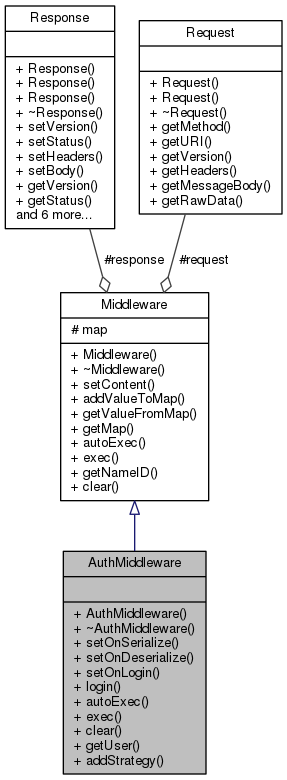 Response
+ Response()
+ Response()
+ Response()
+ ~Response()
+ setVersion()
+ setStatus()
+ setHeaders()
+ setBody()
+ getVersion()
+ getStatus()
and 6 more...
Request
+ Request()
+ Request()
+ ~Request()
+ getMethod()
+ getURI()
+ getVersion()
+ getHeaders()
+ getMessageBody()
+ getRawData()
#response
#request
Middleware
# map
+ Middleware()
+ ~Middleware()
+ setContent()
+ addValueToMap()
+ getValueFromMap()
+ getMap()
+ autoExec()
+ exec()
+ getNameID()
+ clear()
AuthMiddleware
+ AuthMiddleware()
+ ~AuthMiddleware()
+ setOnSerialize()
+ setOnDeserialize()
+ setOnLogin()
+ login()
+ autoExec()
+ exec()
+ clear()
+ getUser()
+ addStrategy()